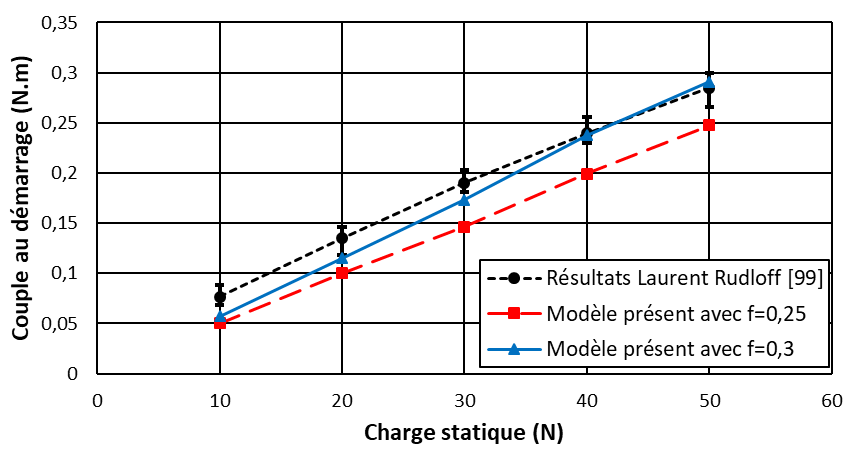 0,35
0,3
0,25
0,2
0,15
0,1
0,05
0
Couple au démarrage (N.m)
Résultats Laurent Rudloff [99]
Modèle présent avec f=0,25
Modèle présent avec f=0,3
0 10 20 30 40 50 60
Charge statique (N)